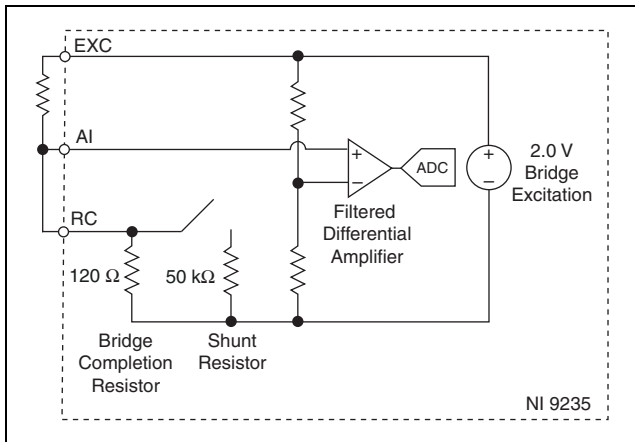 EXC
AI
+
−
ADC
+
−
2.0 V
Bridge
Excitation
Filtered
Differential
Amplifier
RC
120 Ω
50 kΩ
Bridge
Completion
Resistor
Shunt
Resistor
NI 9235